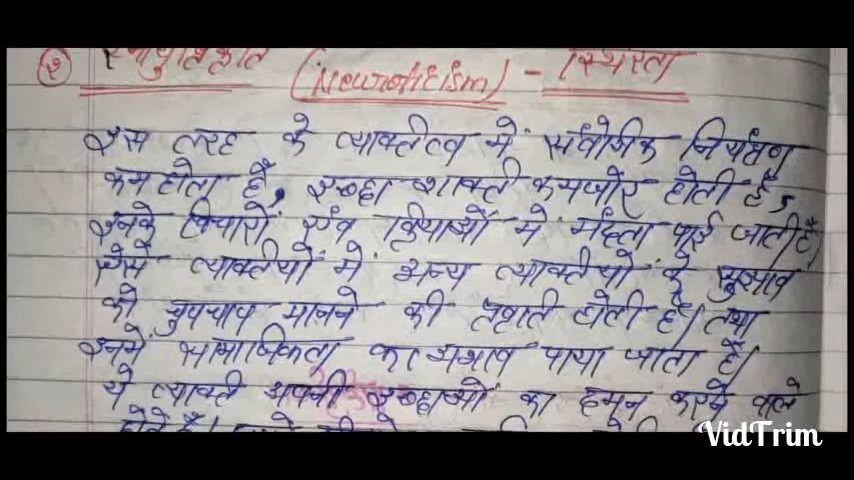 २ स्नायुविकृति (Neuroticism) - स्थिरता
इस तरह के व्यक्तित्व में संवेगिक नियंत्रण
कम होता है, इच्छा शक्ती कमजोर होती है,
इनके विचारों एंव क्रियाओं में मंदता पाई जाती है।
ऐसे व्यक्तीयों में अन्य व्यक्तियों के सुझाव
को चुपचाप मानने की प्रवृति होती है। तथा
इनमें सामाजिकता का अभाव पाया जाता है।
ये व्यक्ती अपनी इच्छाओं का दमन करने वाले
होते है।
VidTrim